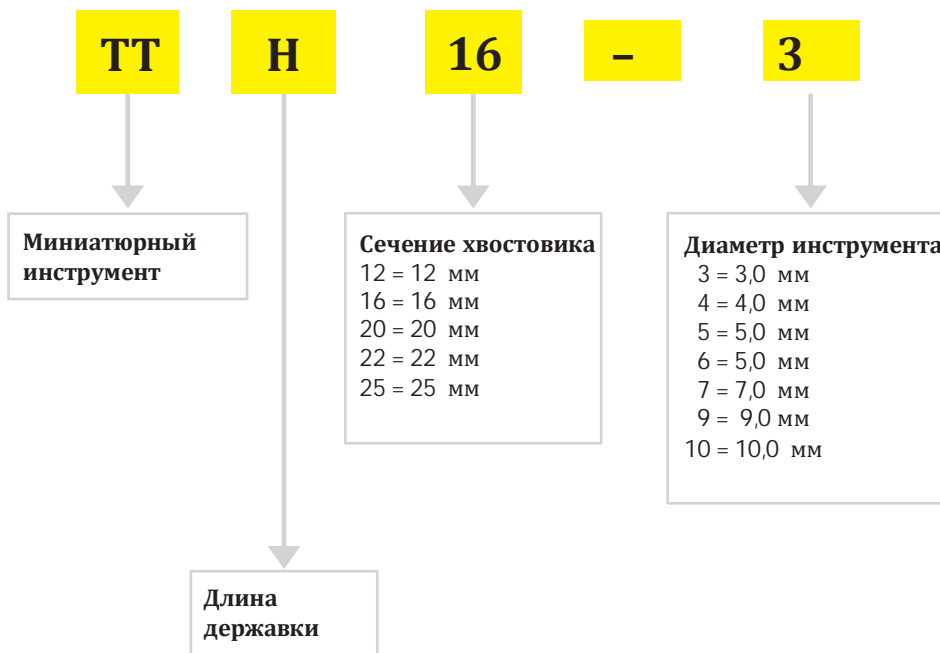 ТТ Н 16 – 3
Миниатюрный
инструмент
Сечение хвостовика
12 = 12 мм
16 = 16 мм
20 = 20 мм
22 = 22 мм
25 = 25 мм
Диаметр инструмента
3 = 3,0 мм
4 = 4,0 мм
5 = 5,0 мм
6 = 5,0 мм
7 = 7,0 мм
9 = 9,0 мм
10 = 10,0 мм
Длина
державки